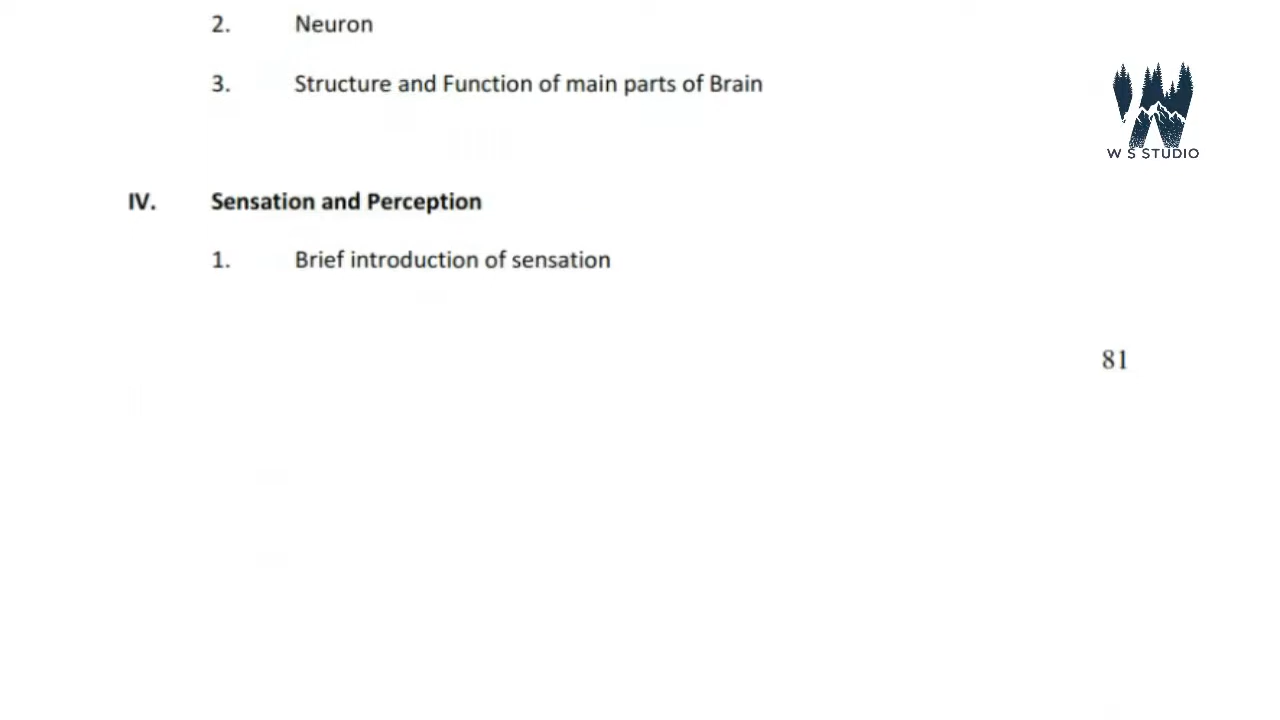 2. Neuron
3. Structure and Function of main parts of Brain
W S STUDIO
IV. Sensation and Perception
1. Brief introduction of sensation
81